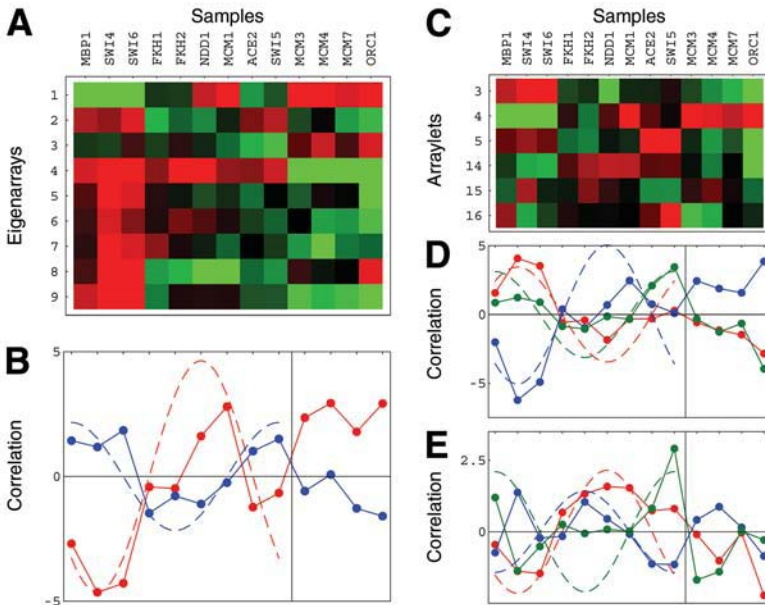 A
Samples
MBP1 SWI4 SWI6 FKH1 FKH2 NDD1 MCM1 ACE2 SWI5 MCM3 MCM4 MCM7 ORC1
Eigenarrays
1
2
3
4
5
6
7
8
9
B
Correlation
5
0
-5
C
Samples
MBP1 SWI4 SWI6 FKH1 FKH2 NDD1 MCM1 ACE2 SWI5 MCM3 MCM4 MCM7 ORC1
Arraylets
3
4
5
14
15
16
D
Correlation
5
0
-5
E
Correlation
2.5
0